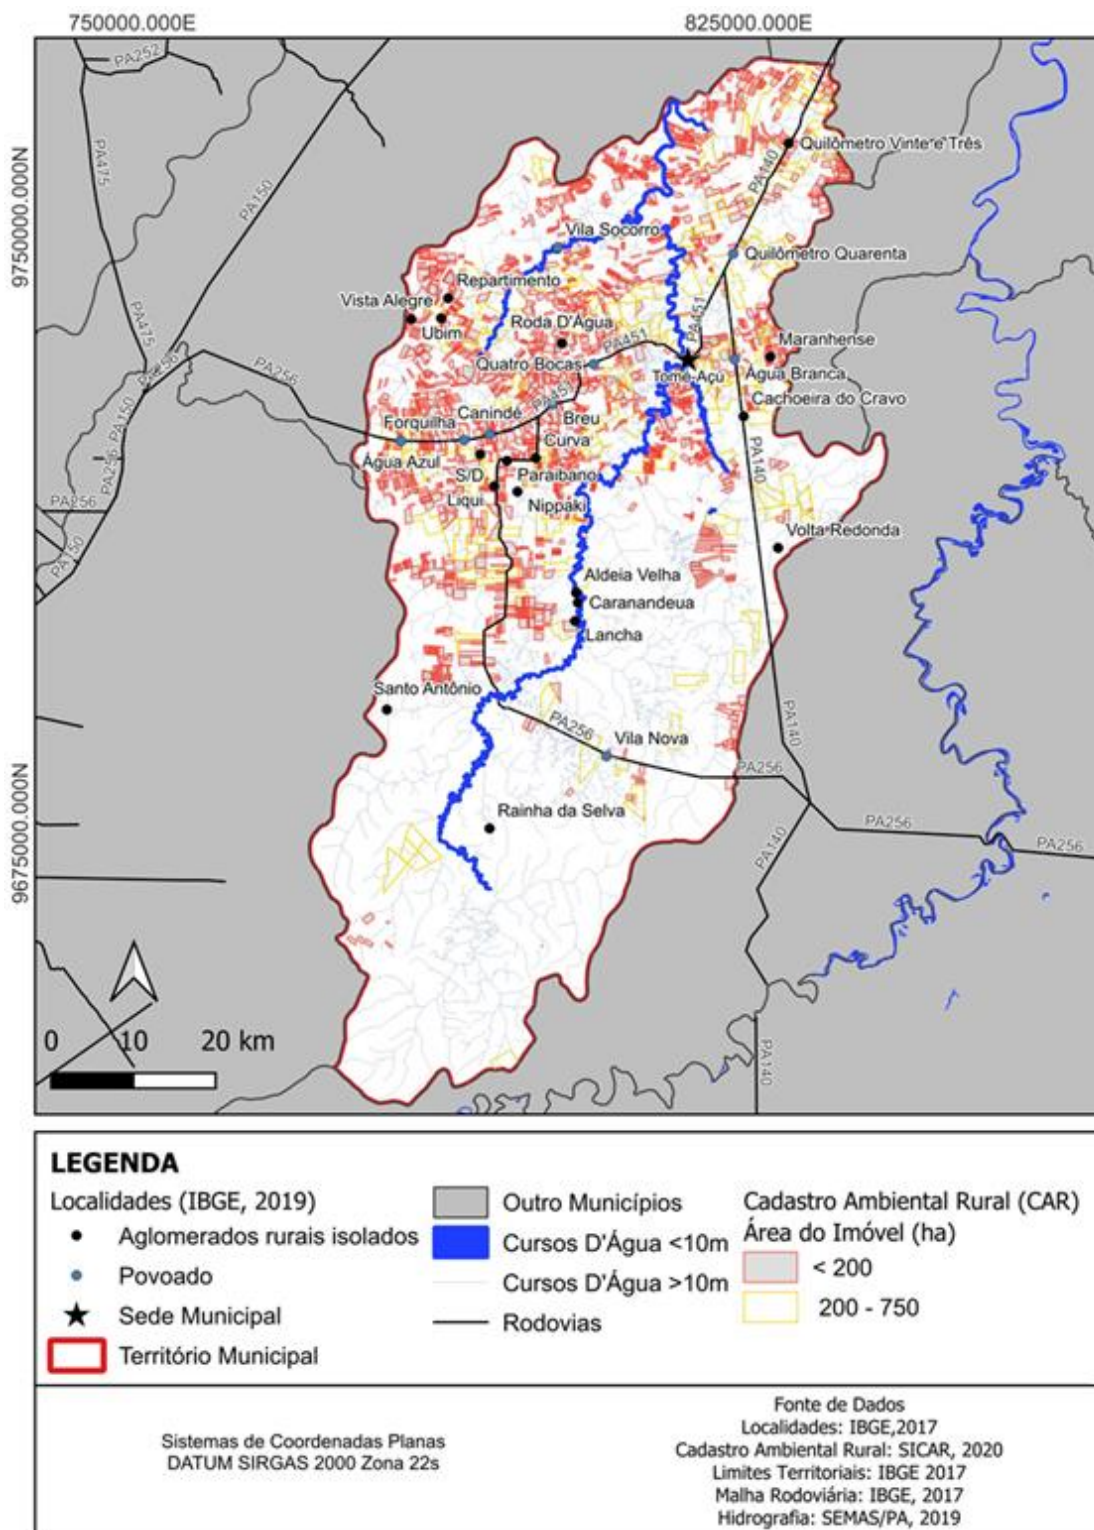 750000.000E
825000.000E
PA252
PA475
PA150
PA140
Quilômetro Vinte e Três
9750000.000N
Vila Socorro
Quilômetro Quarenta
Repartimento
Vista Alegre
Ubim
Roda D'Água
PA451
PA451
Maranhense
PA475
Quatro Bocas
Tomé-Açú
Água Branca
PA256
PA256
PA451
Cachoeira do Cravo
Canindé
Breu
Forquilha
PA150
Curva
Água Azul
PA256
S/D
Paraibano
PA140
Liqui
Nippaki
PA256
Volta Redonda
PA150
Aldeia Velha
Caranandeua
Lancha
Santo Antônio
PA256
PA140
Vila Nova
PA256
9675000.000N
Rainha da Selva
PA256
PA256
PA140
0 10 20 km
PA140
LEGENDA
Localidades (IBGE, 2019)
Aglomerados rurais isolados
Povoado
Sede Municipal
Território Municipal
Outro Municípios
Cursos D'Água <10m
Cursos D'Água >10m
Rodovias
Cadastro Ambiental Rural (CAR)
Área do Imóvel (ha)
< 200
200 - 750
Sistemas de Coordenadas Planas
DATUM SIRGAS 2000 Zona 22s
Fonte de Dados
Localidades: IBGE,2017
Cadastro Ambiental Rural: SICAR, 2020
Limites Territoriais: IBGE 2017
Malha Rodoviária: IBGE, 2017
Hidrografia: SEMAS/PA, 2019